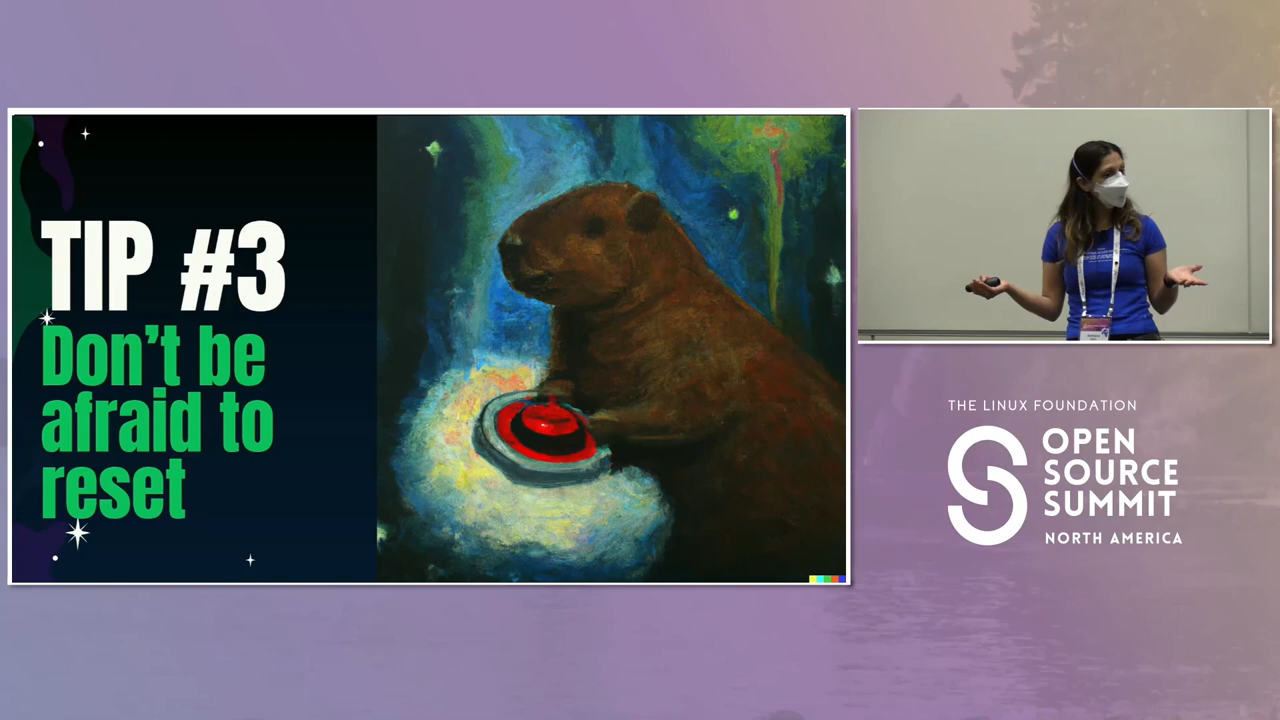 TIP #3
Don't be
afraid to
reset
THE LINUX FOUNDATION
OPEN
SOURCE
SUMMIT
NORTH AMERICA